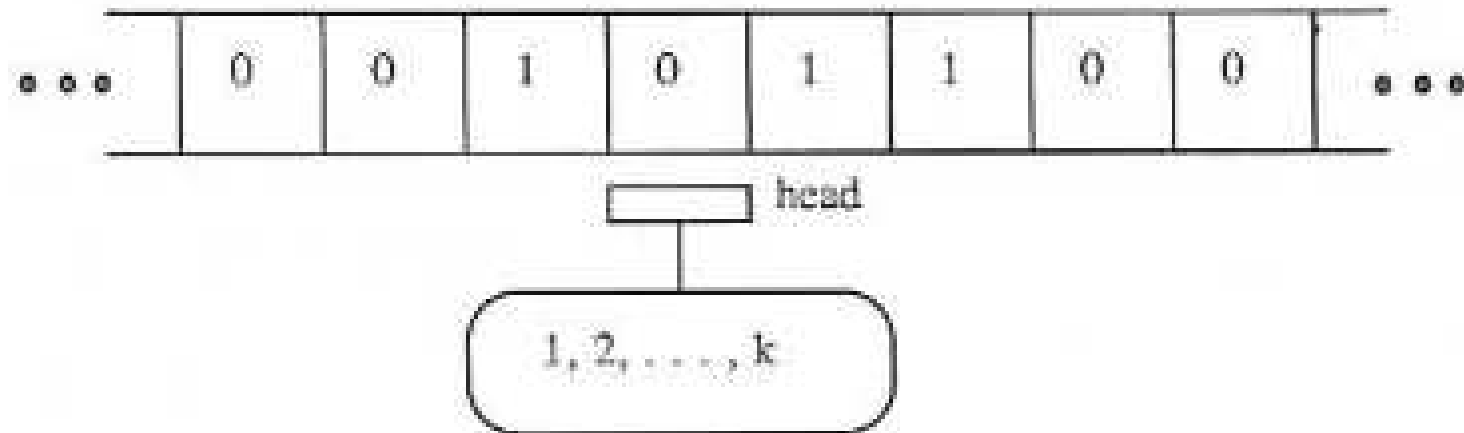 ... 0 0 1 0 1 1 0 0 ...
head
1, 2, . . . , k